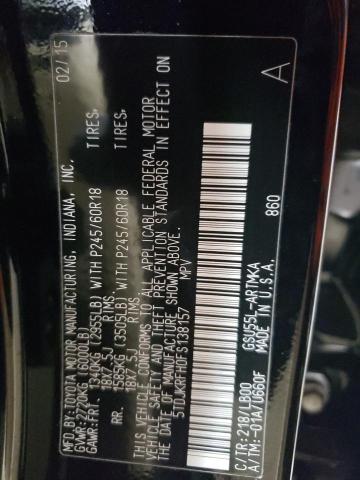 MFD.BY:TOYOTA MOTOR MANUFACTURING, INDIANA, INC. 02/15
GVWR:2720KG (6000LB)
GAWR:FRT. 1340KG (2955LB) WITH P245/60R18 TIRES,
18X7.5J RIMS.
RR. 1585KG (3505LB) WITH P245/60R18 TIRES,
18X7.5J RIMS.
THIS VEHICLE CONFORMS TO ALL APPLICABLE FEDERAL MOTOR
VEHICLE SAFETY AND THEFT PREVENTION STANDARDS IN EFFECT ON
THE DATE OF MANUFACTURE SHOWN ABOVE.
5TDJKRFH0FS138157 MPV
860 A
C/TR:218/LB00 GSU55L-ARTMKA
A/TM:-01A/U660F MADE IN U.S.A.